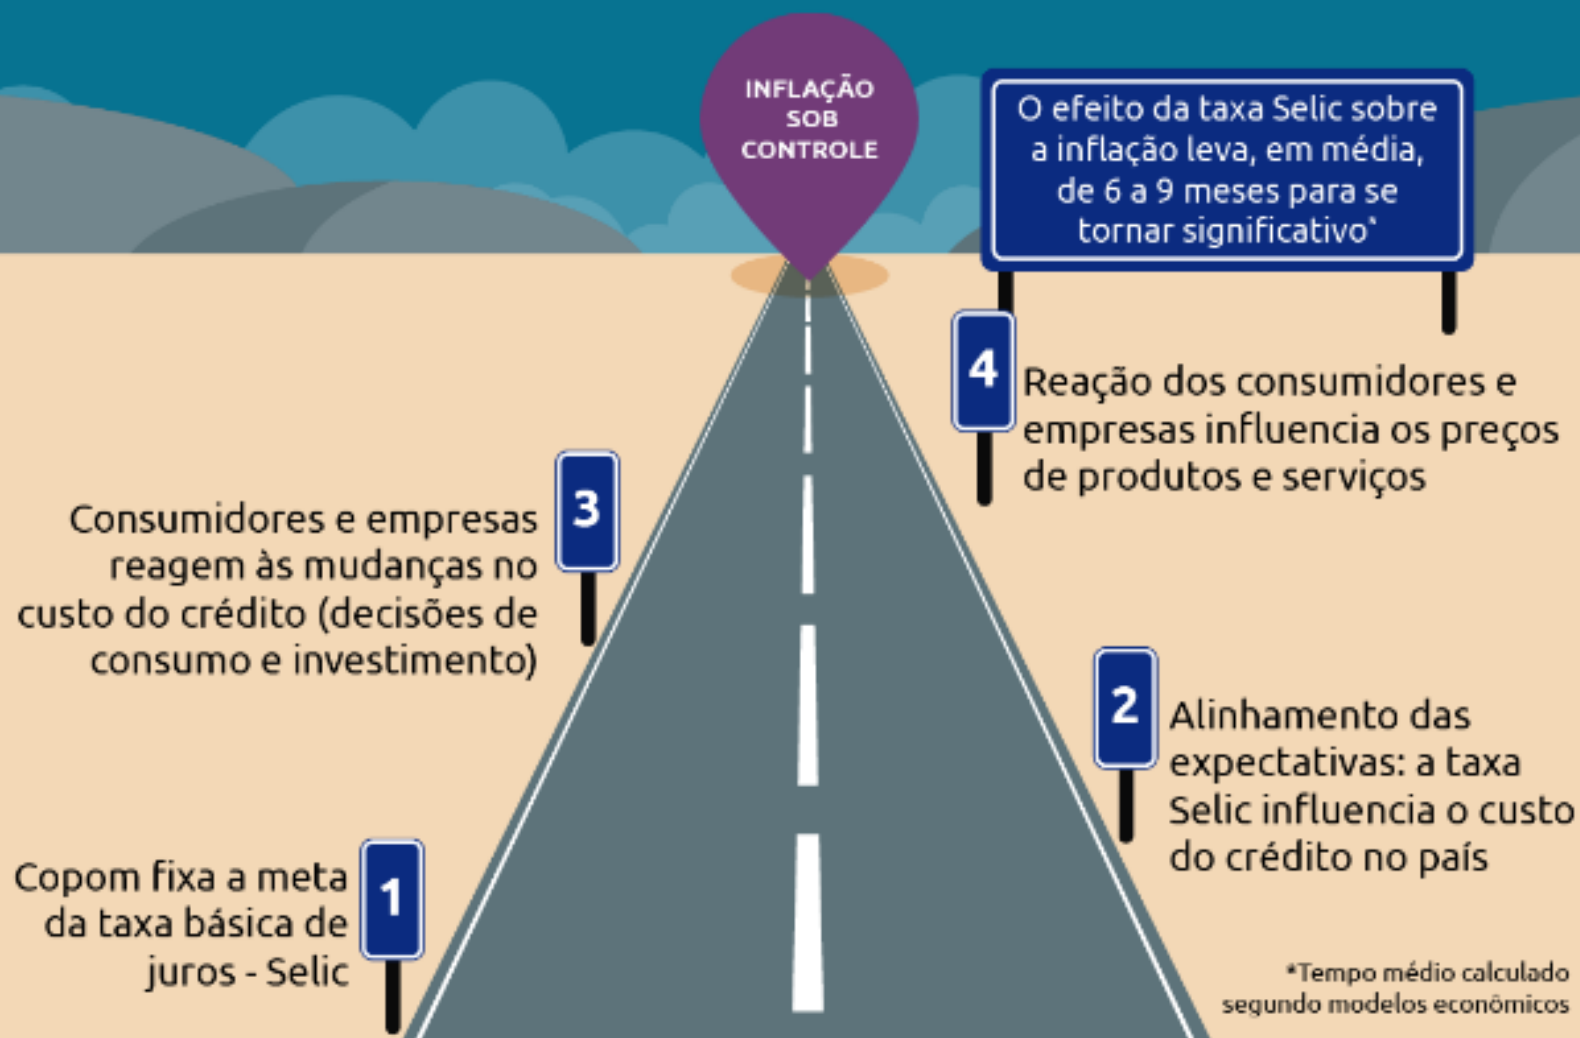 INFLAÇÃO
SOB
CONTROLE
O efeito da taxa Selic sobre
a inflação leva, em média,
de 6 a 9 meses para se
tornar significativo*
4
Reação dos consumidores e
empresas influencia os preços
de produtos e serviços
3
Consumidores e empresas
reagem às mudanças no
custo do crédito (decisões de
consumo e investimento)
2
Alinhamento das
expectativas: a taxa
Selic influencia o custo
do crédito no país
1
Copom fixa a meta
da taxa básica de
juros - Selic
*Tempo médio calculado
segundo modelos econômicos